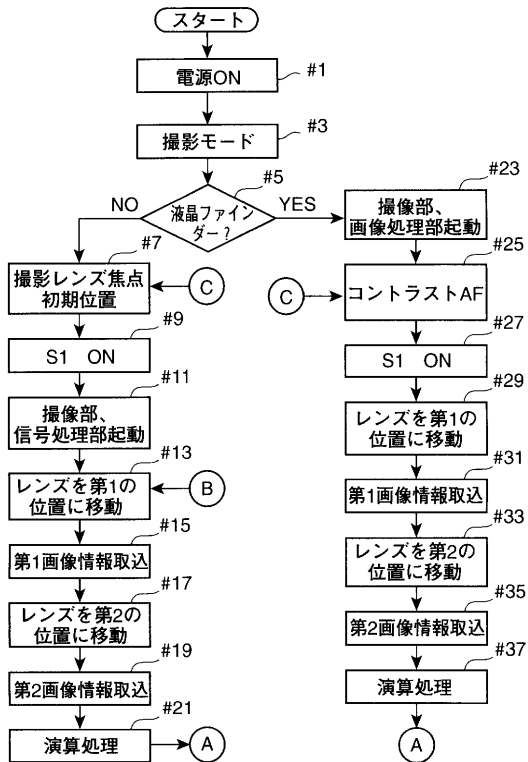 スタート
電源ON
#1
撮影モード
#3
液晶ファイン
ダー?
#5
NO
YES
#7
撮影レンズ焦点
初期位置
C
#9
S1 ON
#11
撮像部、
信号処理部起動
#13
レンズを第1の
位置に移動
B
#15
第1画像情報取込
#17
レンズを第2の
位置に移動
#19
第2画像情報取込
#21
演算処理
A
#23
撮像部、
画像処理部起動
#25
C
コントラストAF
#27
S1 ON
#29
レンズを第1の
位置に移動
#31
第1画像情報取込
#33
レンズを第2の
位置に移動
#35
第2画像情報取込
#37
演算処理
A